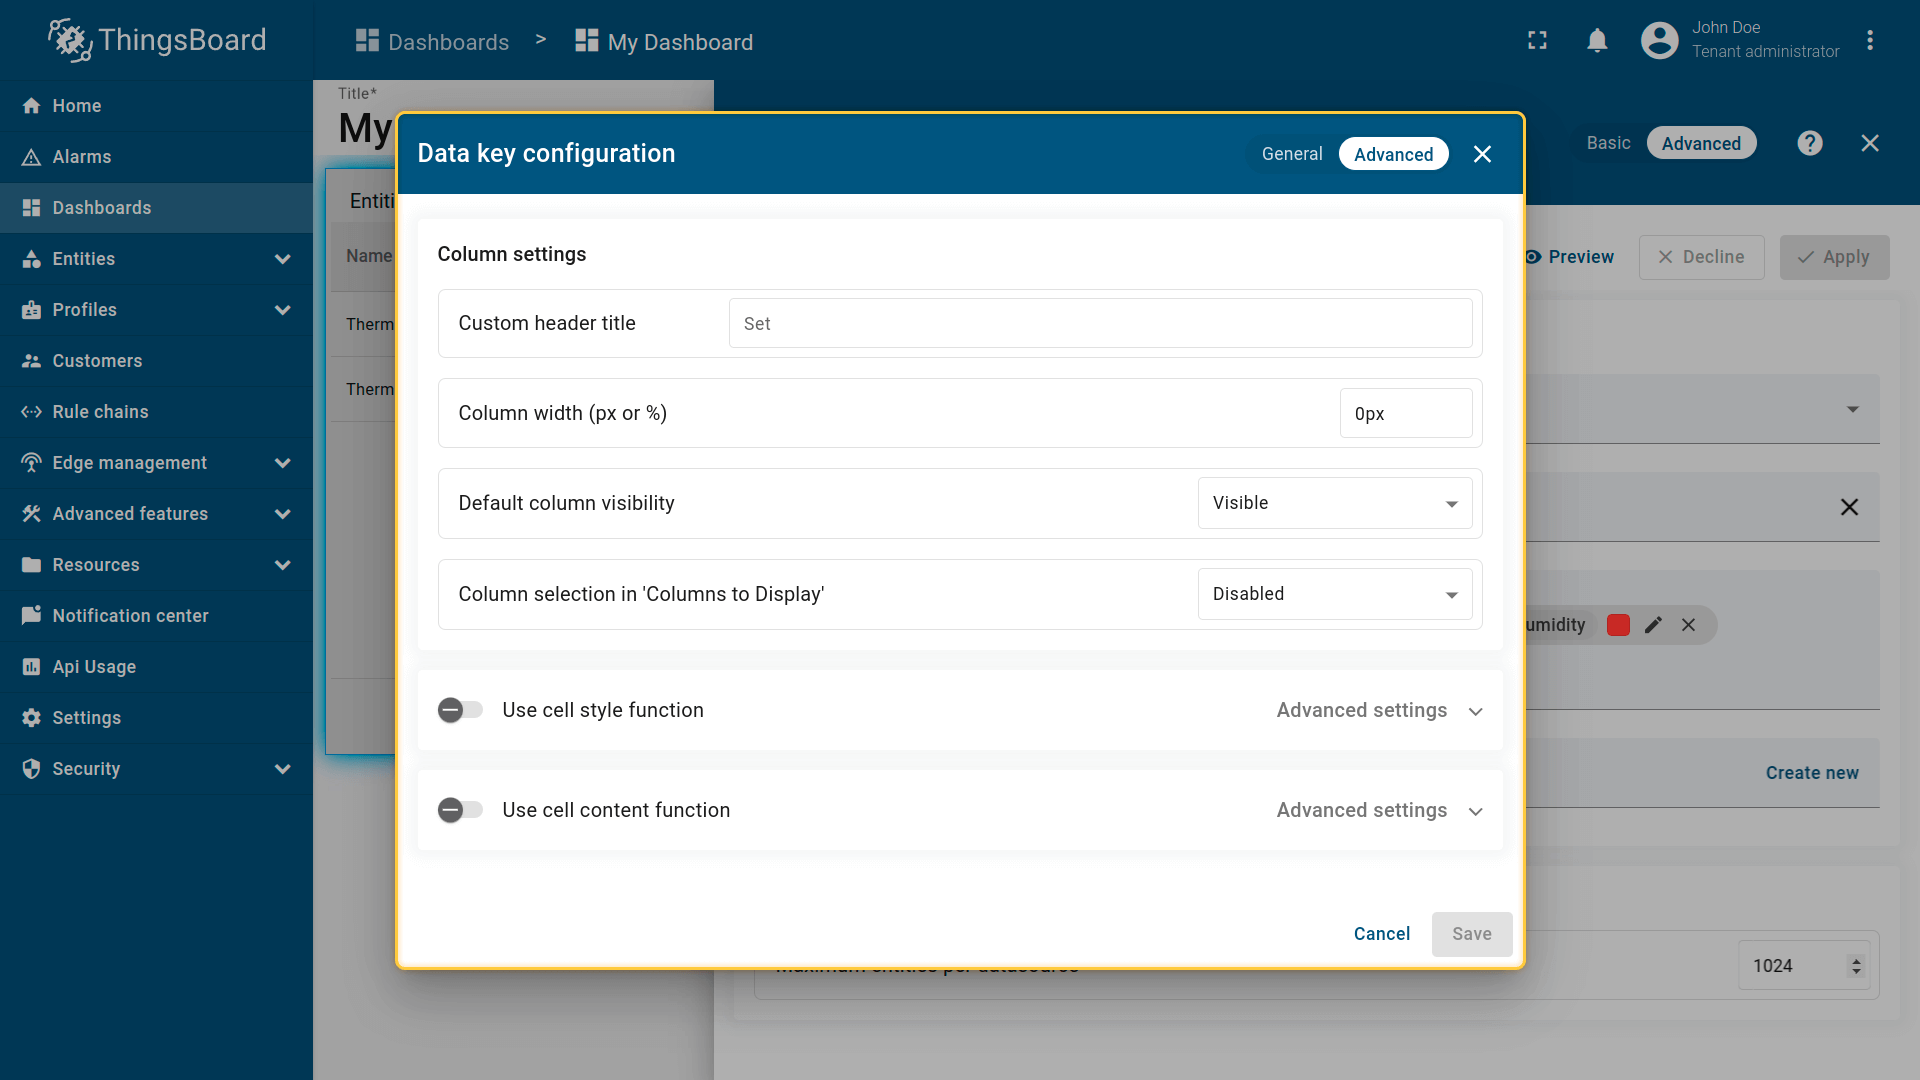 ThingsBoard
Dashboards > My Dashboard
John Doe
Tenant administrator
Home
Alarms
Dashboards
Entities
Profiles
Customers
Rule chains
Edge management
Advanced features
Resources
Notification center
Api Usage
Settings
Security
Title*
My
Entiti
Name
Therm
Therm
Basic
Advanced
Preview
Decline
Apply
umidity
Create new
Maximum entities per datasource
1024
Data key configuration
General
Advanced
Column settings
Custom header title
Set
Column width (px or %)
0px
Default column visibility
Visible
Column selection in 'Columns to Display'
Disabled
Use cell style function
Advanced settings
Use cell content function
Advanced settings
Cancel
Save